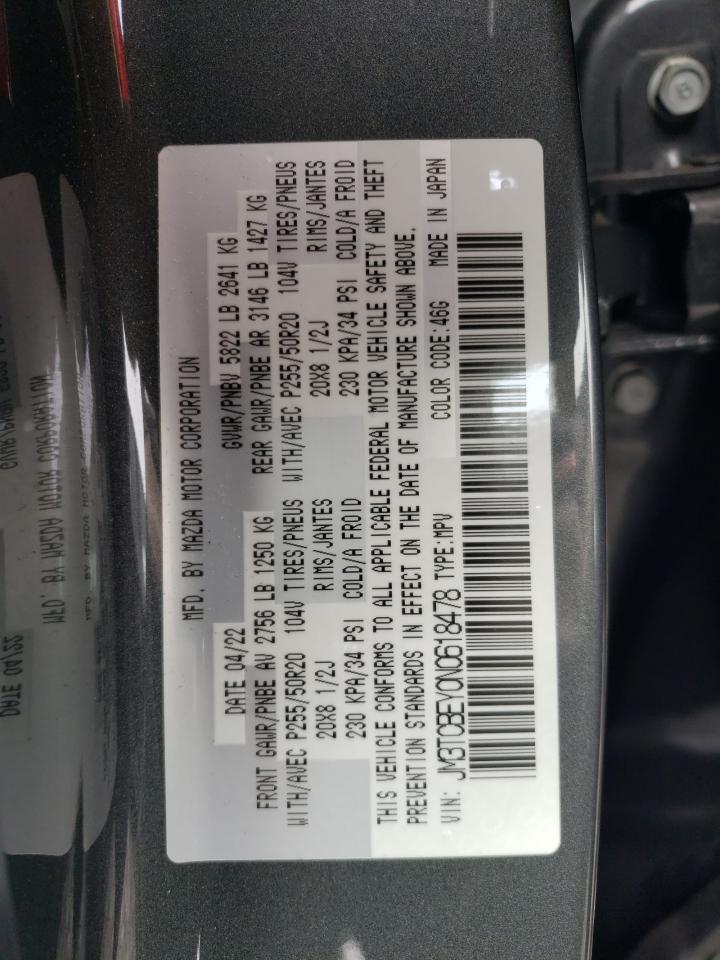 MFD. BY MAZDA MOTOR CORPORATION
DATE 04/22 GVWR/PNBV 5822 LB 2641 KG
FRONT GAWR/PNBE AV 2756 LB 1250 KG REAR GAWR/PNBE AR 3146 LB 1427 KG
WITH/AVEC P255/50R20 104V TIRES/PNEUS WITH/AVEC P255/50R20 104V TIRES/PNEUS
20X8 1/2J RIMS/JANTES 20X8 1/2J RIMS/JANTES
230 KPA/34 PSI COLD/A FROID 230 KPA/34 PSI COLD/A FROID
THIS VEHICLE CONFORMS TO ALL APPLICABLE FEDERAL MOTOR VEHICLE SAFETY AND THEFT
PREVENTION STANDARDS IN EFFECT ON THE DATE OF MANUFACTURE SHOWN ABOVE.
VIN: JM3TCBEY0N0618478 TYPE:MPV COLOR CODE:46G MADE IN JAPAN